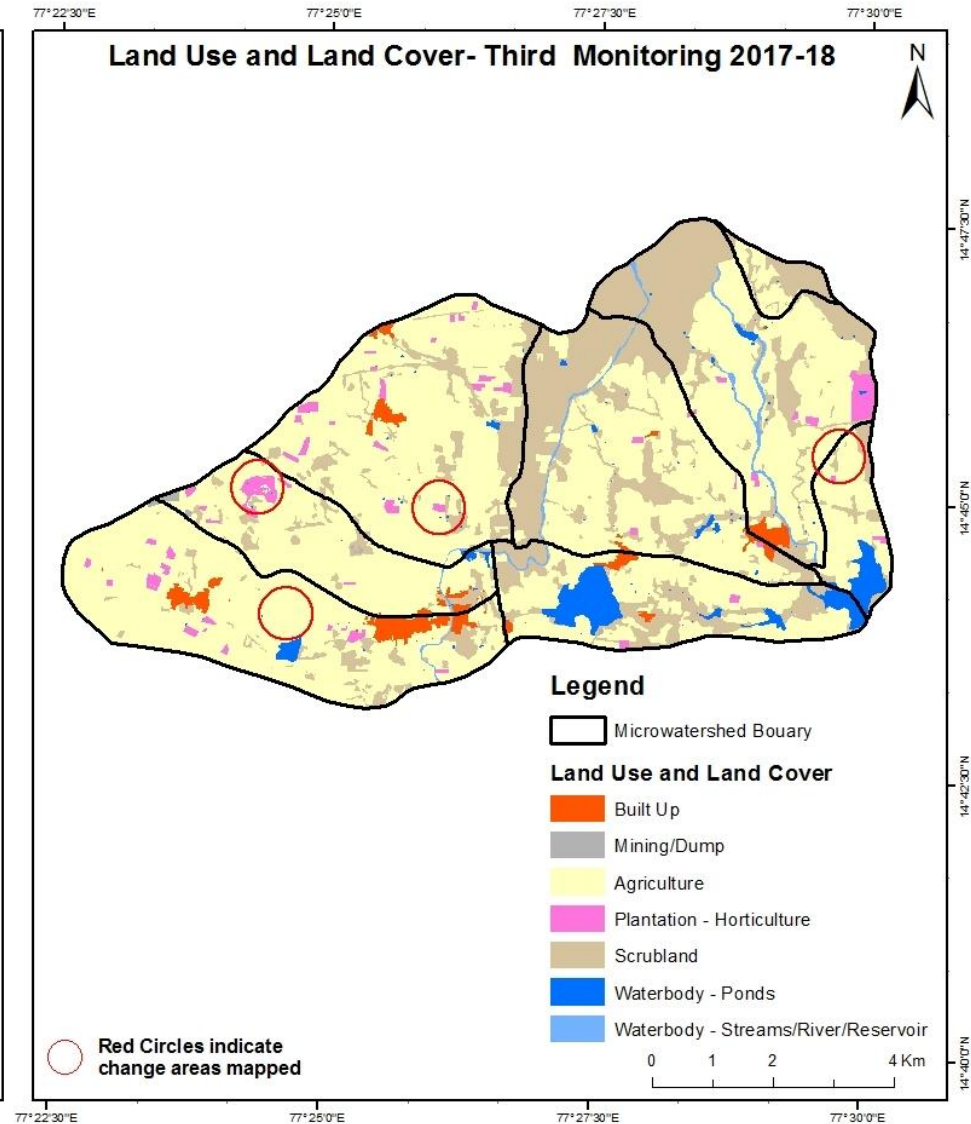 77°22'30"E 77°25'0"E 77°27'30"E 77°30'0"E
Land Use and Land Cover- Third Monitoring 2017-18
N
14°47'30"N
14°45'0"N
14°42'30"N
14°40'0"N
Legend
Microwatershed Bouary
Land Use and Land Cover
Built Up
Mining/Dump
Agriculture
Plantation - Horticulture
Scrubland
Waterbody - Ponds
Waterbody - Streams/River/Reservoir
0 1 2 4 Km
Red Circles indicate
change areas mapped
77°22'30"E 77°25'0"E 77°27'30"E 77°30'0"E